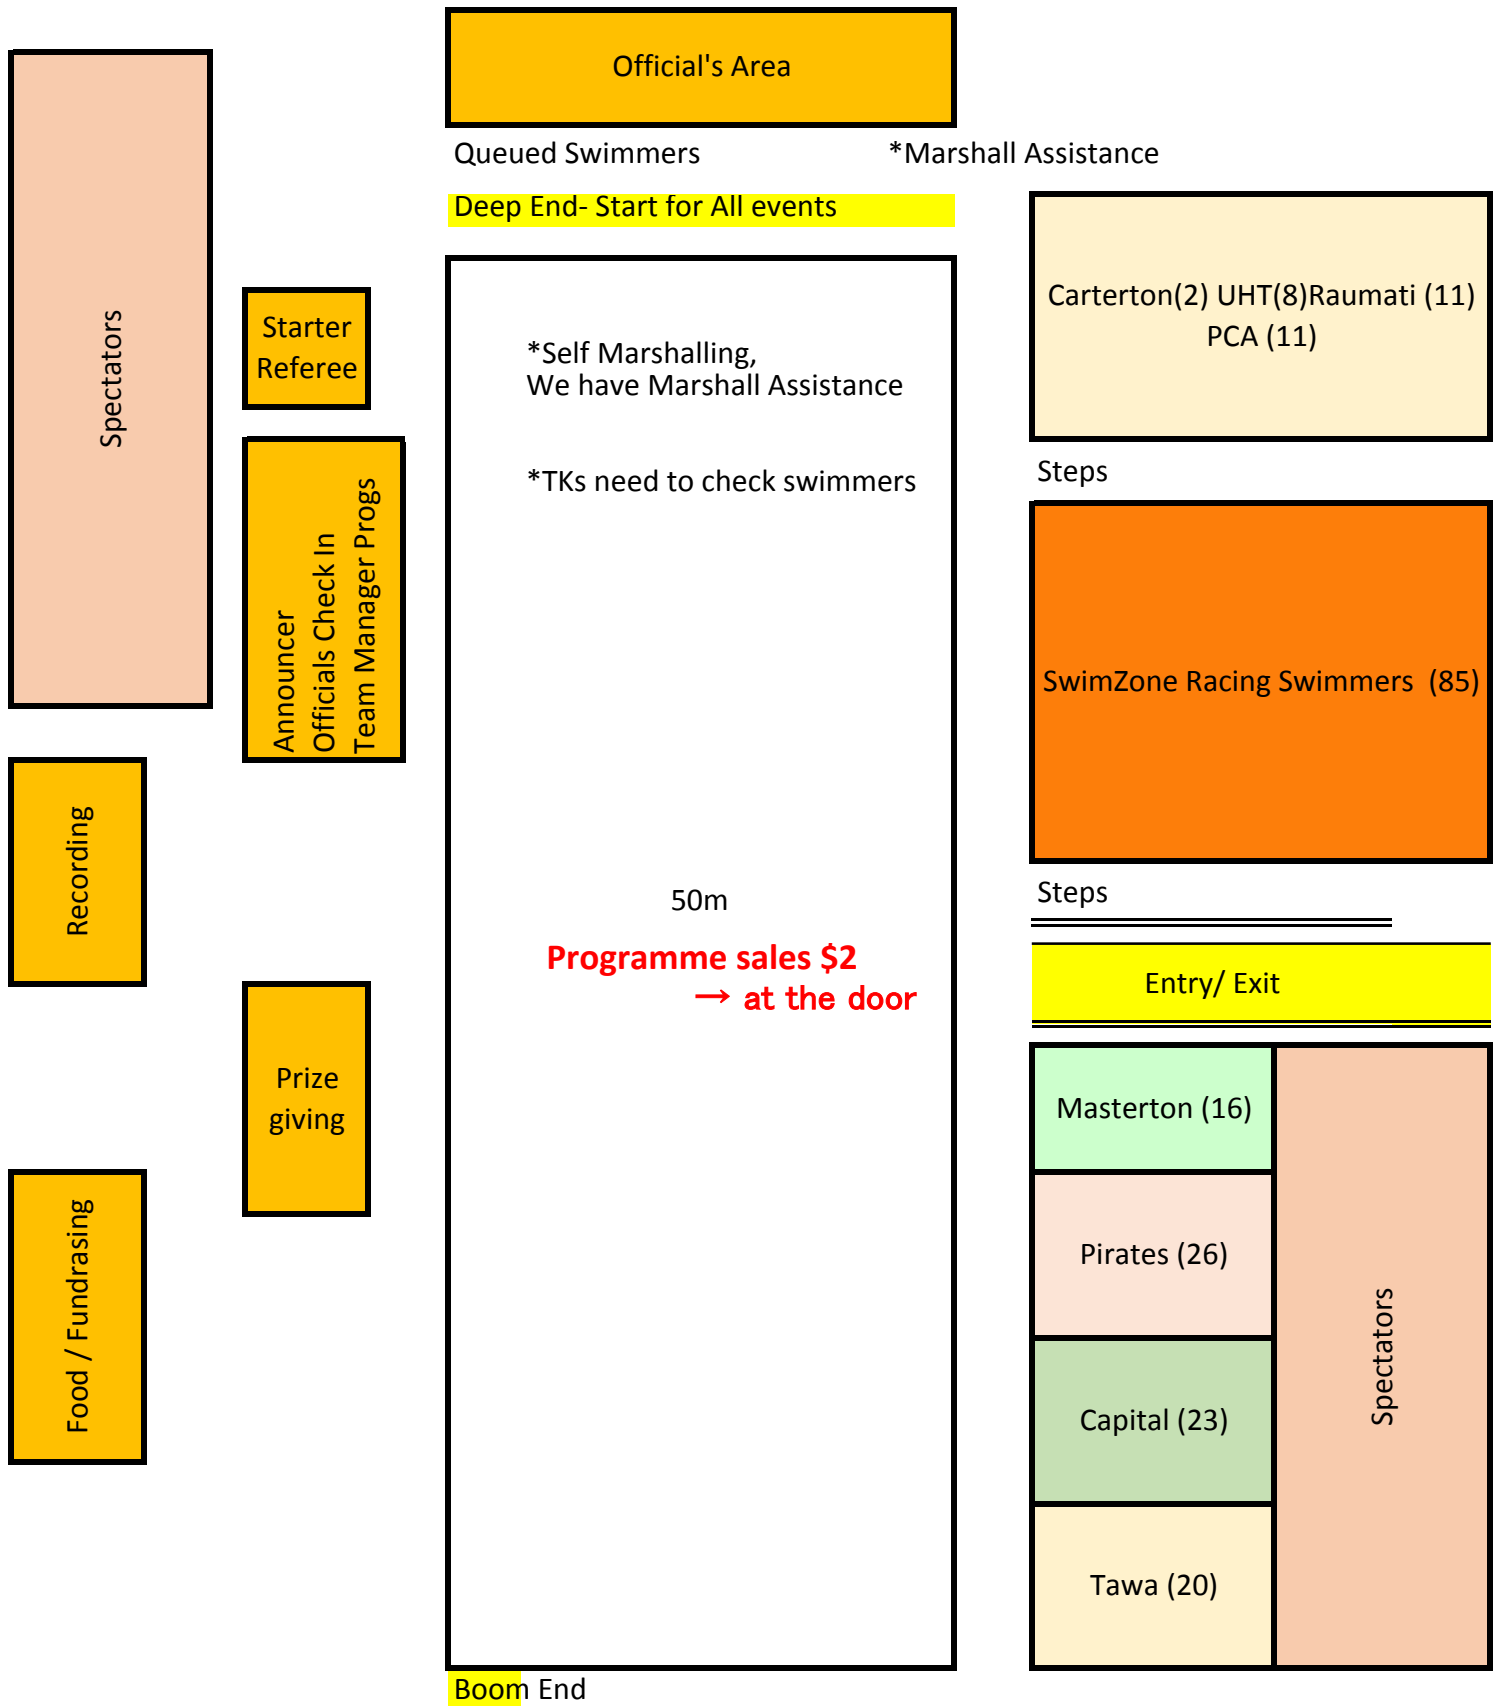 Official's Area
Queued Swimmers
*Marshall Assistance
Deep End- Start for All events
Spectators
Starter
Referee
Announcer
Officials Check In
Team Manager Progs
Recording
Prize
giving
Food / Fundrasing
*Self Marshalling,
We have Marshall Assistance
*TKs need to check swimmers
50m
Programme sales $2
→ at the door
Boom End
Carterton(2) UHT(8)Raumati (11)
PCA (11)
Steps
SwimZone Racing Swimmers (85)
Steps
Entry/ Exit
Masterton (16)
Pirates (26)
Capital (23)
Tawa (20)
Spectators